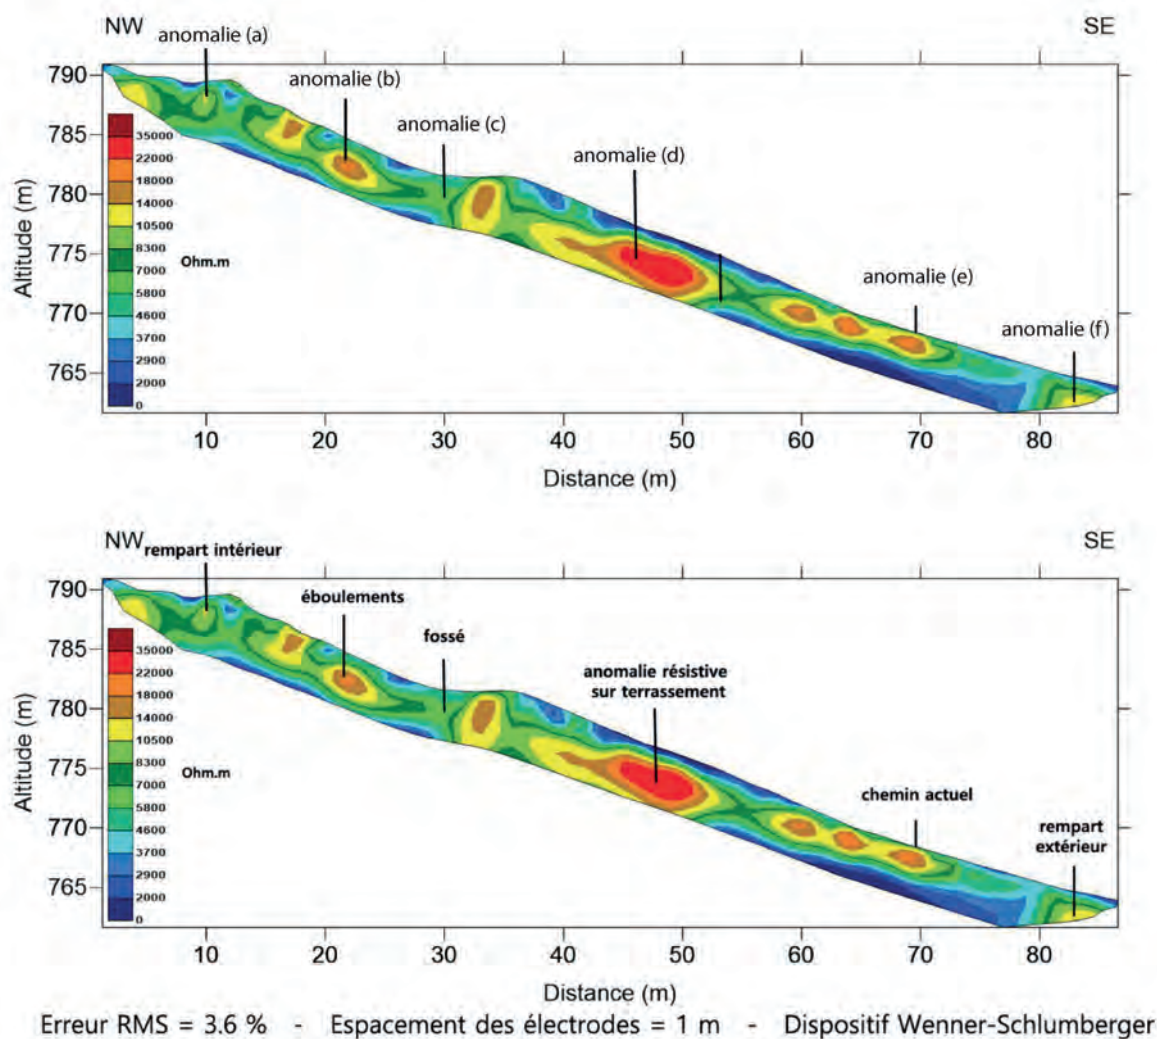 NW
SE
anomalie (a)
anomalie (b)
anomalie (c)
anomalie (d)
anomalie (e)
anomalie (f)
790
785
780
775
770
765
Altitude (m)
35000
22000
18000
14000
10500
8300
7000
5800
4600
3700
2900
2000
0
Ohm.m
10
20
30
40
50
60
70
80
Distance (m)
NW
SE
rempart intérieur
éboulements
fossé
anomalie résistive
sur terrassement
chemin actuel
rempart
extérieur
790
785
780
775
770
765
Altitude (m)
35000
22000
18000
14000
10500
8300
7000
5800
4600
3700
2900
2000
0
Ohm.m
10
20
30
40
50
60
70
80
Distance (m)
Erreur RMS = 3.6 % - Espacement des électrodes = 1 m - Dispositif Wenner-Schlumberger